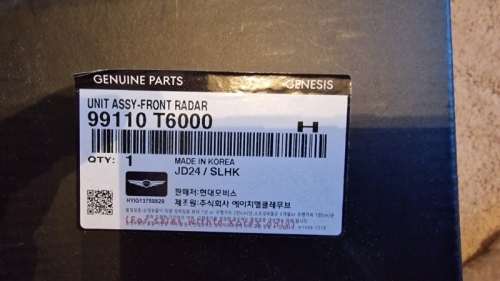 GENUINE PARTS GENESIS
UNIT ASSY-FRONT RADAR
99110 T6000 H
QTY: 1 MADE IN KOREA
JD24 / SLHK
HYIG13759829
판매처:현대모비스
제조원:주식회사 에이치엘클레무브